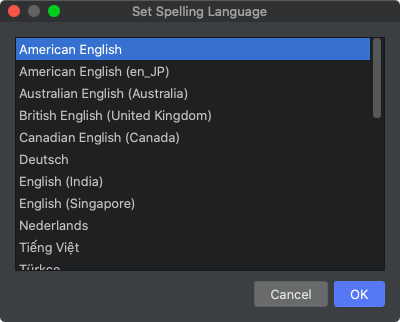 Set Spelling Language
American English
American English (en_JP)
Australian English (Australia)
British English (United Kingdom)
Canadian English (Canada)
Deutsch
English (India)
English (Singapore)
Nederlands
Tiếng Việt
Türkçe
Cancel
OK